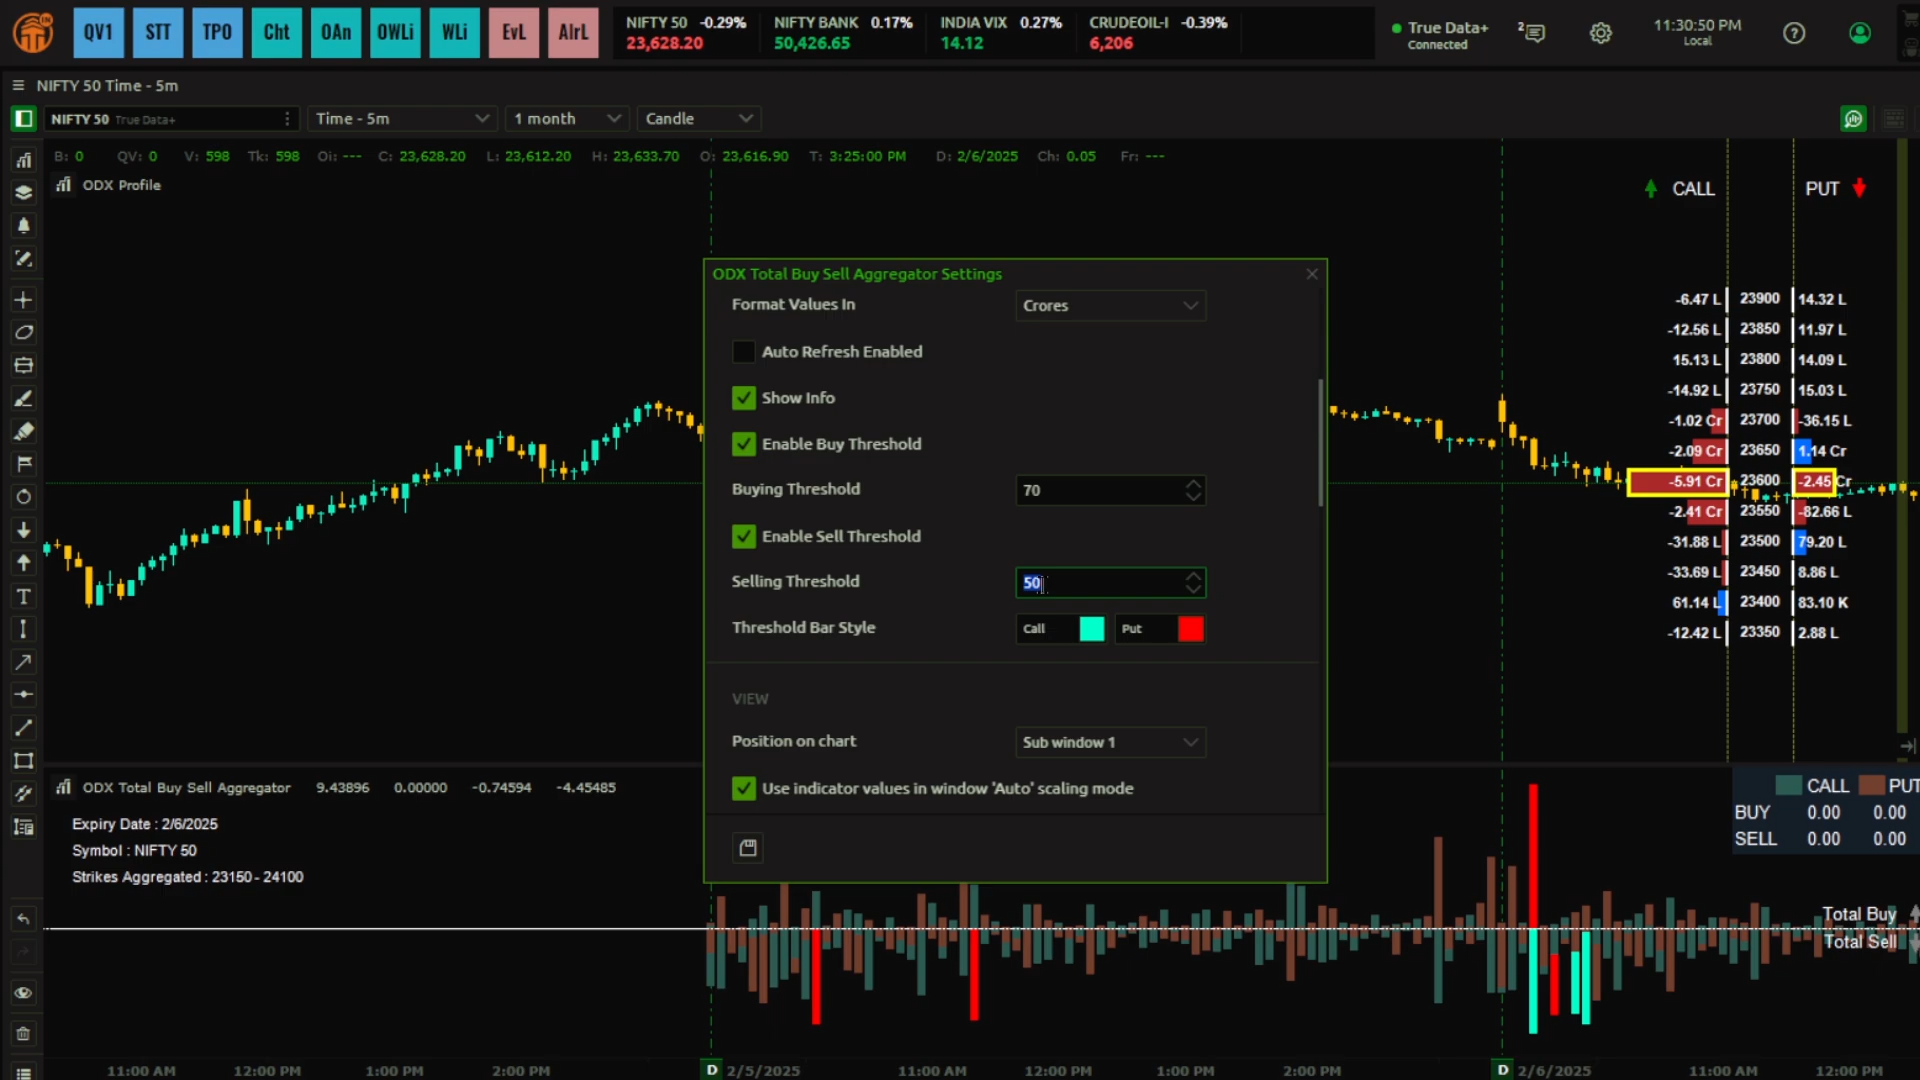 QV1 STT TPO Cht OAn OWLi WLi EvL AlrL
NIFTY 50 -0.29% NIFTY BANK 0.17% INDIA VIX 0.27% CRUDEOIL-I -0.39%
23,628.20 50,426.65 14.12 6,206
True Data+
Connected
2
11:30:50 PM
Local
NIFTY 50 Time - 5m
NIFTY 50 True Data+ Time - 5m 1 month Candle
B: 0 QV: 0 V: 598 Tk: 598 Oi: --- C: 23,628.20 L: 23,612.20 H: 23,633.70 O: 23,616.90 T: 3:25:00 PM D: 2/6/2025 Ch: 0.05 Fr: ---
ODX Profile
CALL PUT
-6.47 L 23900 14.32 L
-12.56 L 23850 11.97 L
15.13 L 23800 14.09 L
-14.92 L 23750 15.03 L
-1.02 Cr 23700 -36.15 L
-2.09 Cr 23650 1.14 Cr
-5.91 Cr 23600 -2.45 Cr
-2.41 Cr 23550 -82.66 L
-31.88 L 23500 79.20 L
-33.69 L 23450 8.86 L
61.14 L 23400 83.10 K
-12.42 L 23350 2.88 L
ODX Total Buy Sell Aggregator Settings
Format Values In Crores
Auto Refresh Enabled
Show Info
Enable Buy Threshold
Buying Threshold 70
Enable Sell Threshold
Selling Threshold 50
Threshold Bar Style Call Put
VIEW
Position on chart Sub window 1
Use indicator values in window 'Auto' scaling mode
ODX Total Buy Sell Aggregator 9.43896 0.00000 -0.74594 -4.45485
Expiry Date : 2/6/2025
Symbol : NIFTY 50
Strikes Aggregated : 23150 - 24100
CALL PUT
BUY 0.00 0.00
SELL 0.00 0.00
Total Buy
Total Sell
11:00 AM 12:00 PM 1:00 PM 2:00 PM D 2/5/2025 11:00 AM 12:00 PM 1:00 PM 2:00 PM D 2/6/2025 11:00 AM 12:00 PM